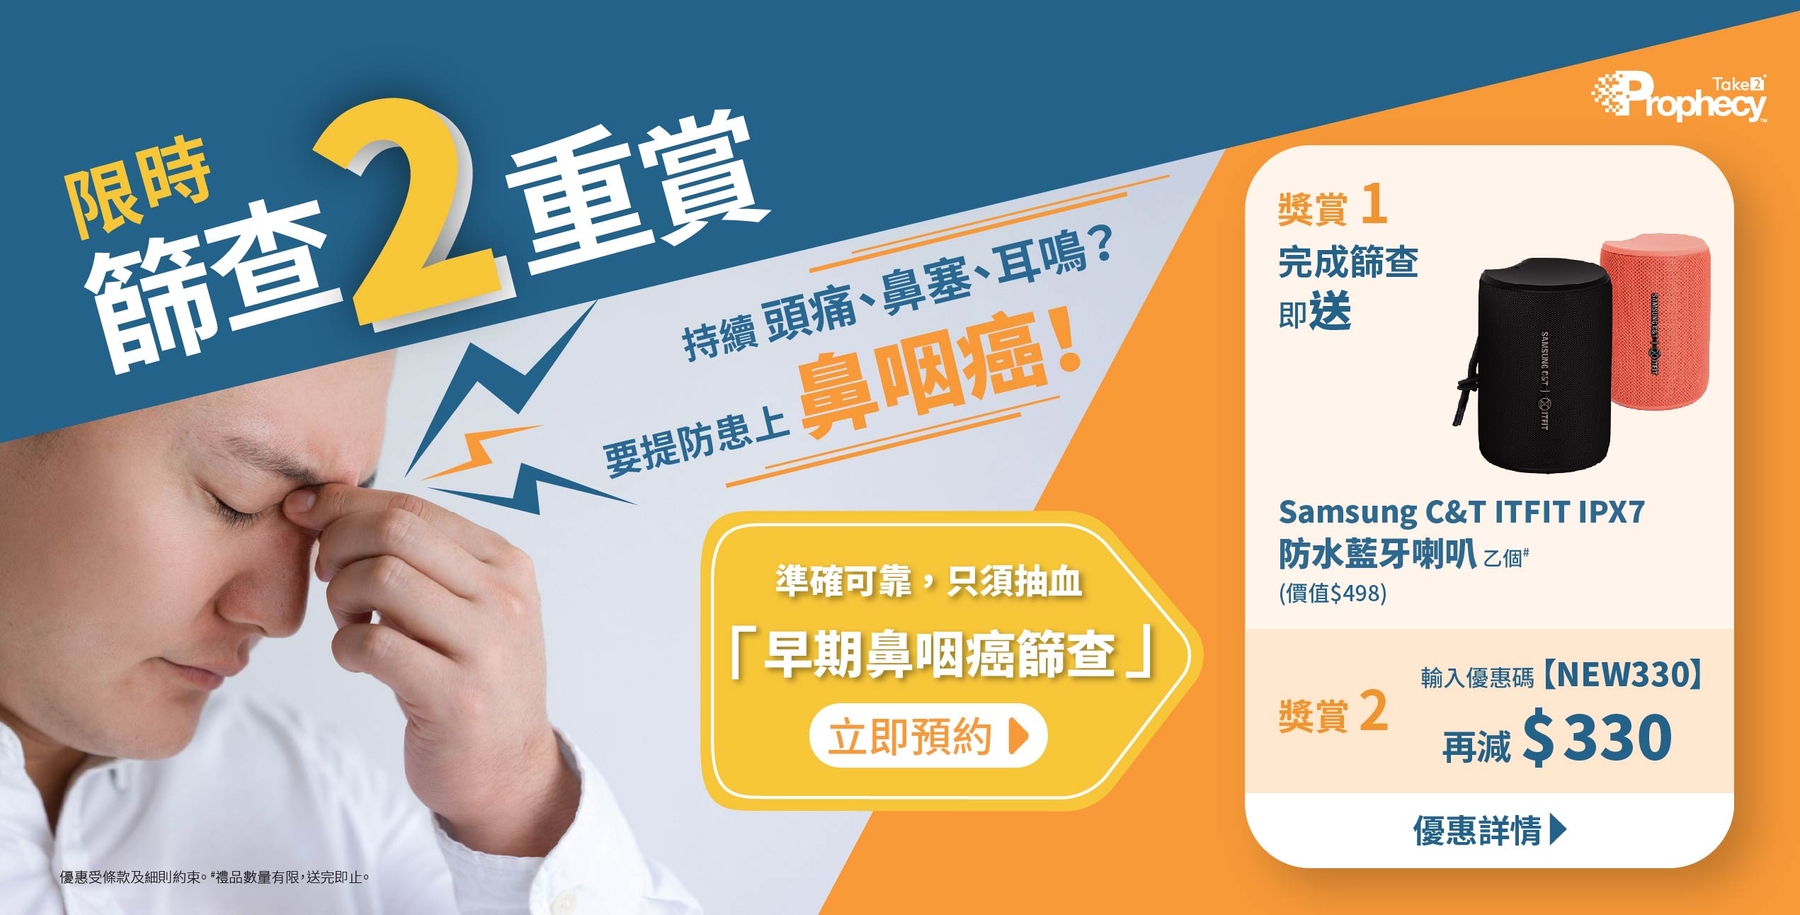 限時
篩查2重賞
持續 頭痛、鼻塞、耳鳴?
要提防患上 鼻咽癌!
準確可靠，只須抽血
「早期鼻咽癌篩查」
立即預約
優惠受條款及細則約束。#禮品數量有限，送完即止。
Take2
Prophecy™
獎賞 1
完成篩查
即送
SAMSUNG C&T | ITFIT
SAMSUNG C&T | ITFIT
Samsung C&T ITFIT IPX7
防水藍牙喇叭 乙個#
(價值$498)
獎賞 2
輸入優惠碼【NEW330】
再減 $330
優惠詳情